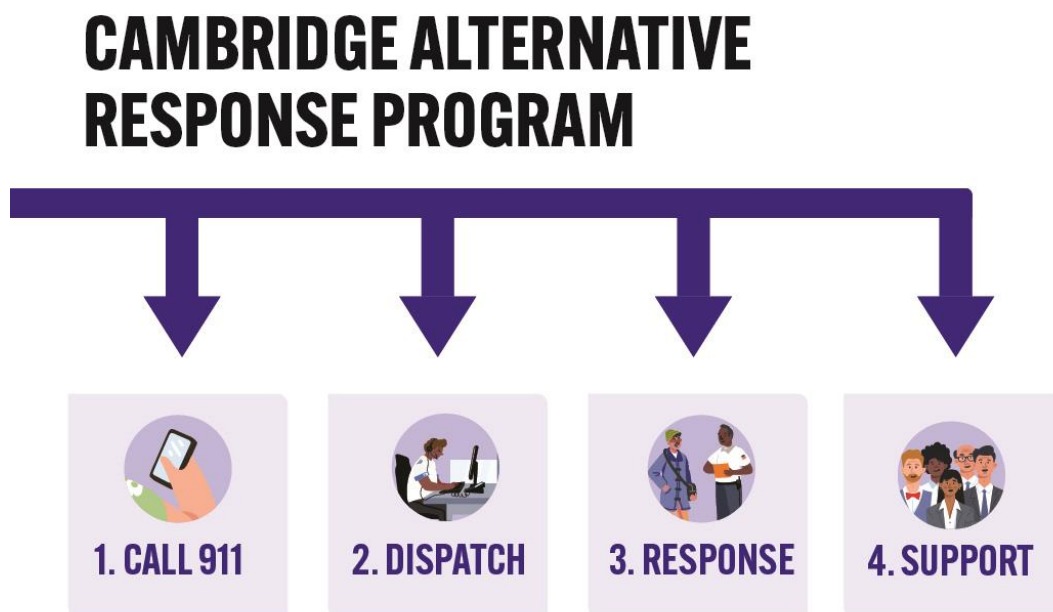 CAMBRIDGE ALTERNATIVE
RESPONSE PROGRAM
1. CALL 911
2. DISPATCH
3. RESPONSE
4. SUPPORT